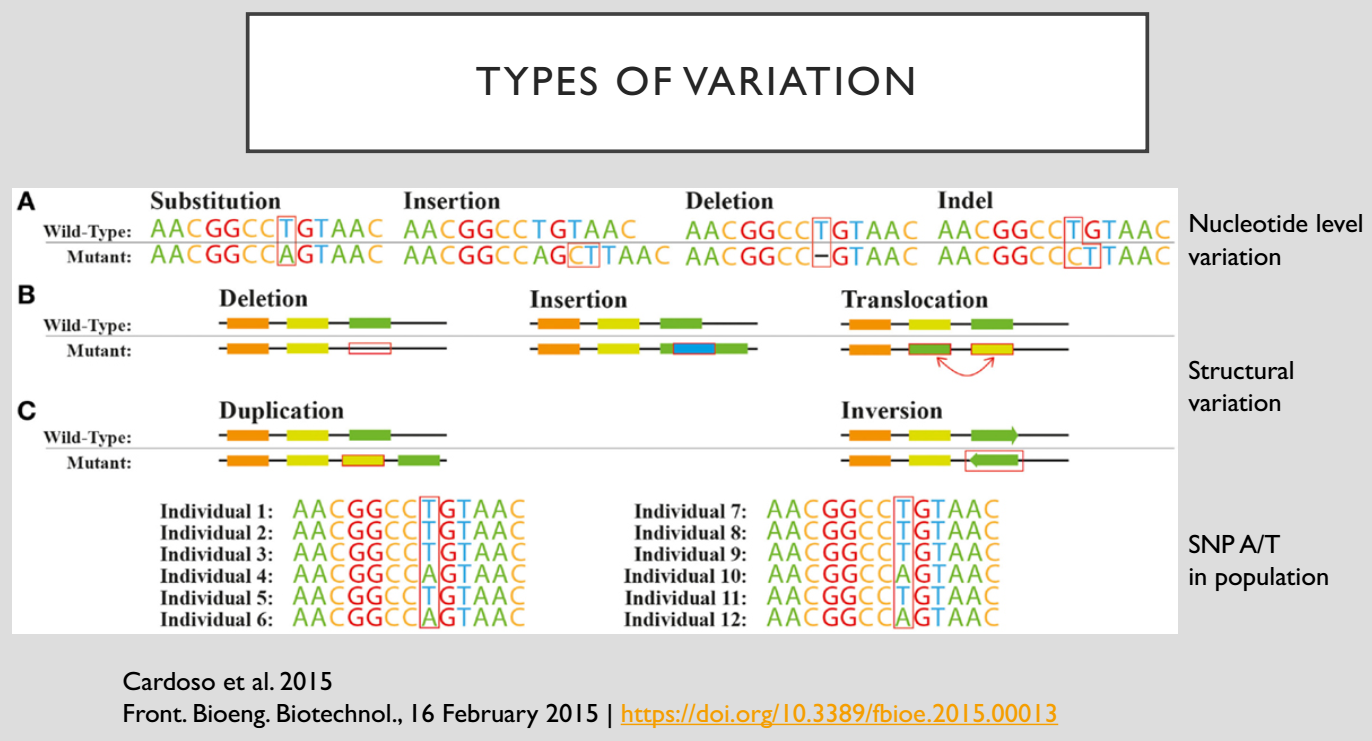 TYPES OF VARIATION
A Substitution Insertion Deletion Indel
Wild-Type: AACGGCCTGTAAC AACGGCCTGTAAC AACGGCCTGTAAC AACGGCCTGTAAC
Mutant: AACGGCCAGTAAC AACGGCCAGCTTAAC AACGGCC–GTAAC AACGGCCCTTAAC
Nucleotide level
variation
B Deletion Insertion Translocation
Wild-Type:
Mutant:
Structural
variation
C Duplication Inversion
Wild-Type:
Mutant:
Individual 1: AACGGCCTGTAAC Individual 7: AACGGCCTGTAAC
Individual 2: AACGGCCTGTAAC Individual 8: AACGGCCTGTAAC
Individual 3: AACGGCCTGTAAC Individual 9: AACGGCCTGTAAC
Individual 4: AACGGCCAGTAAC Individual 10: AACGGCCAGTAAC
Individual 5: AACGGCCTGTAAC Individual 11: AACGGCCTGTAAC
Individual 6: AACGGCCAGTAAC Individual 12: AACGGCCAGTAAC
SNP A/T
in population
Cardoso et al. 2015
Front. Bioeng. Biotechnol., 16 February 2015 | https://doi.org/10.3389/fbioe.2015.00013